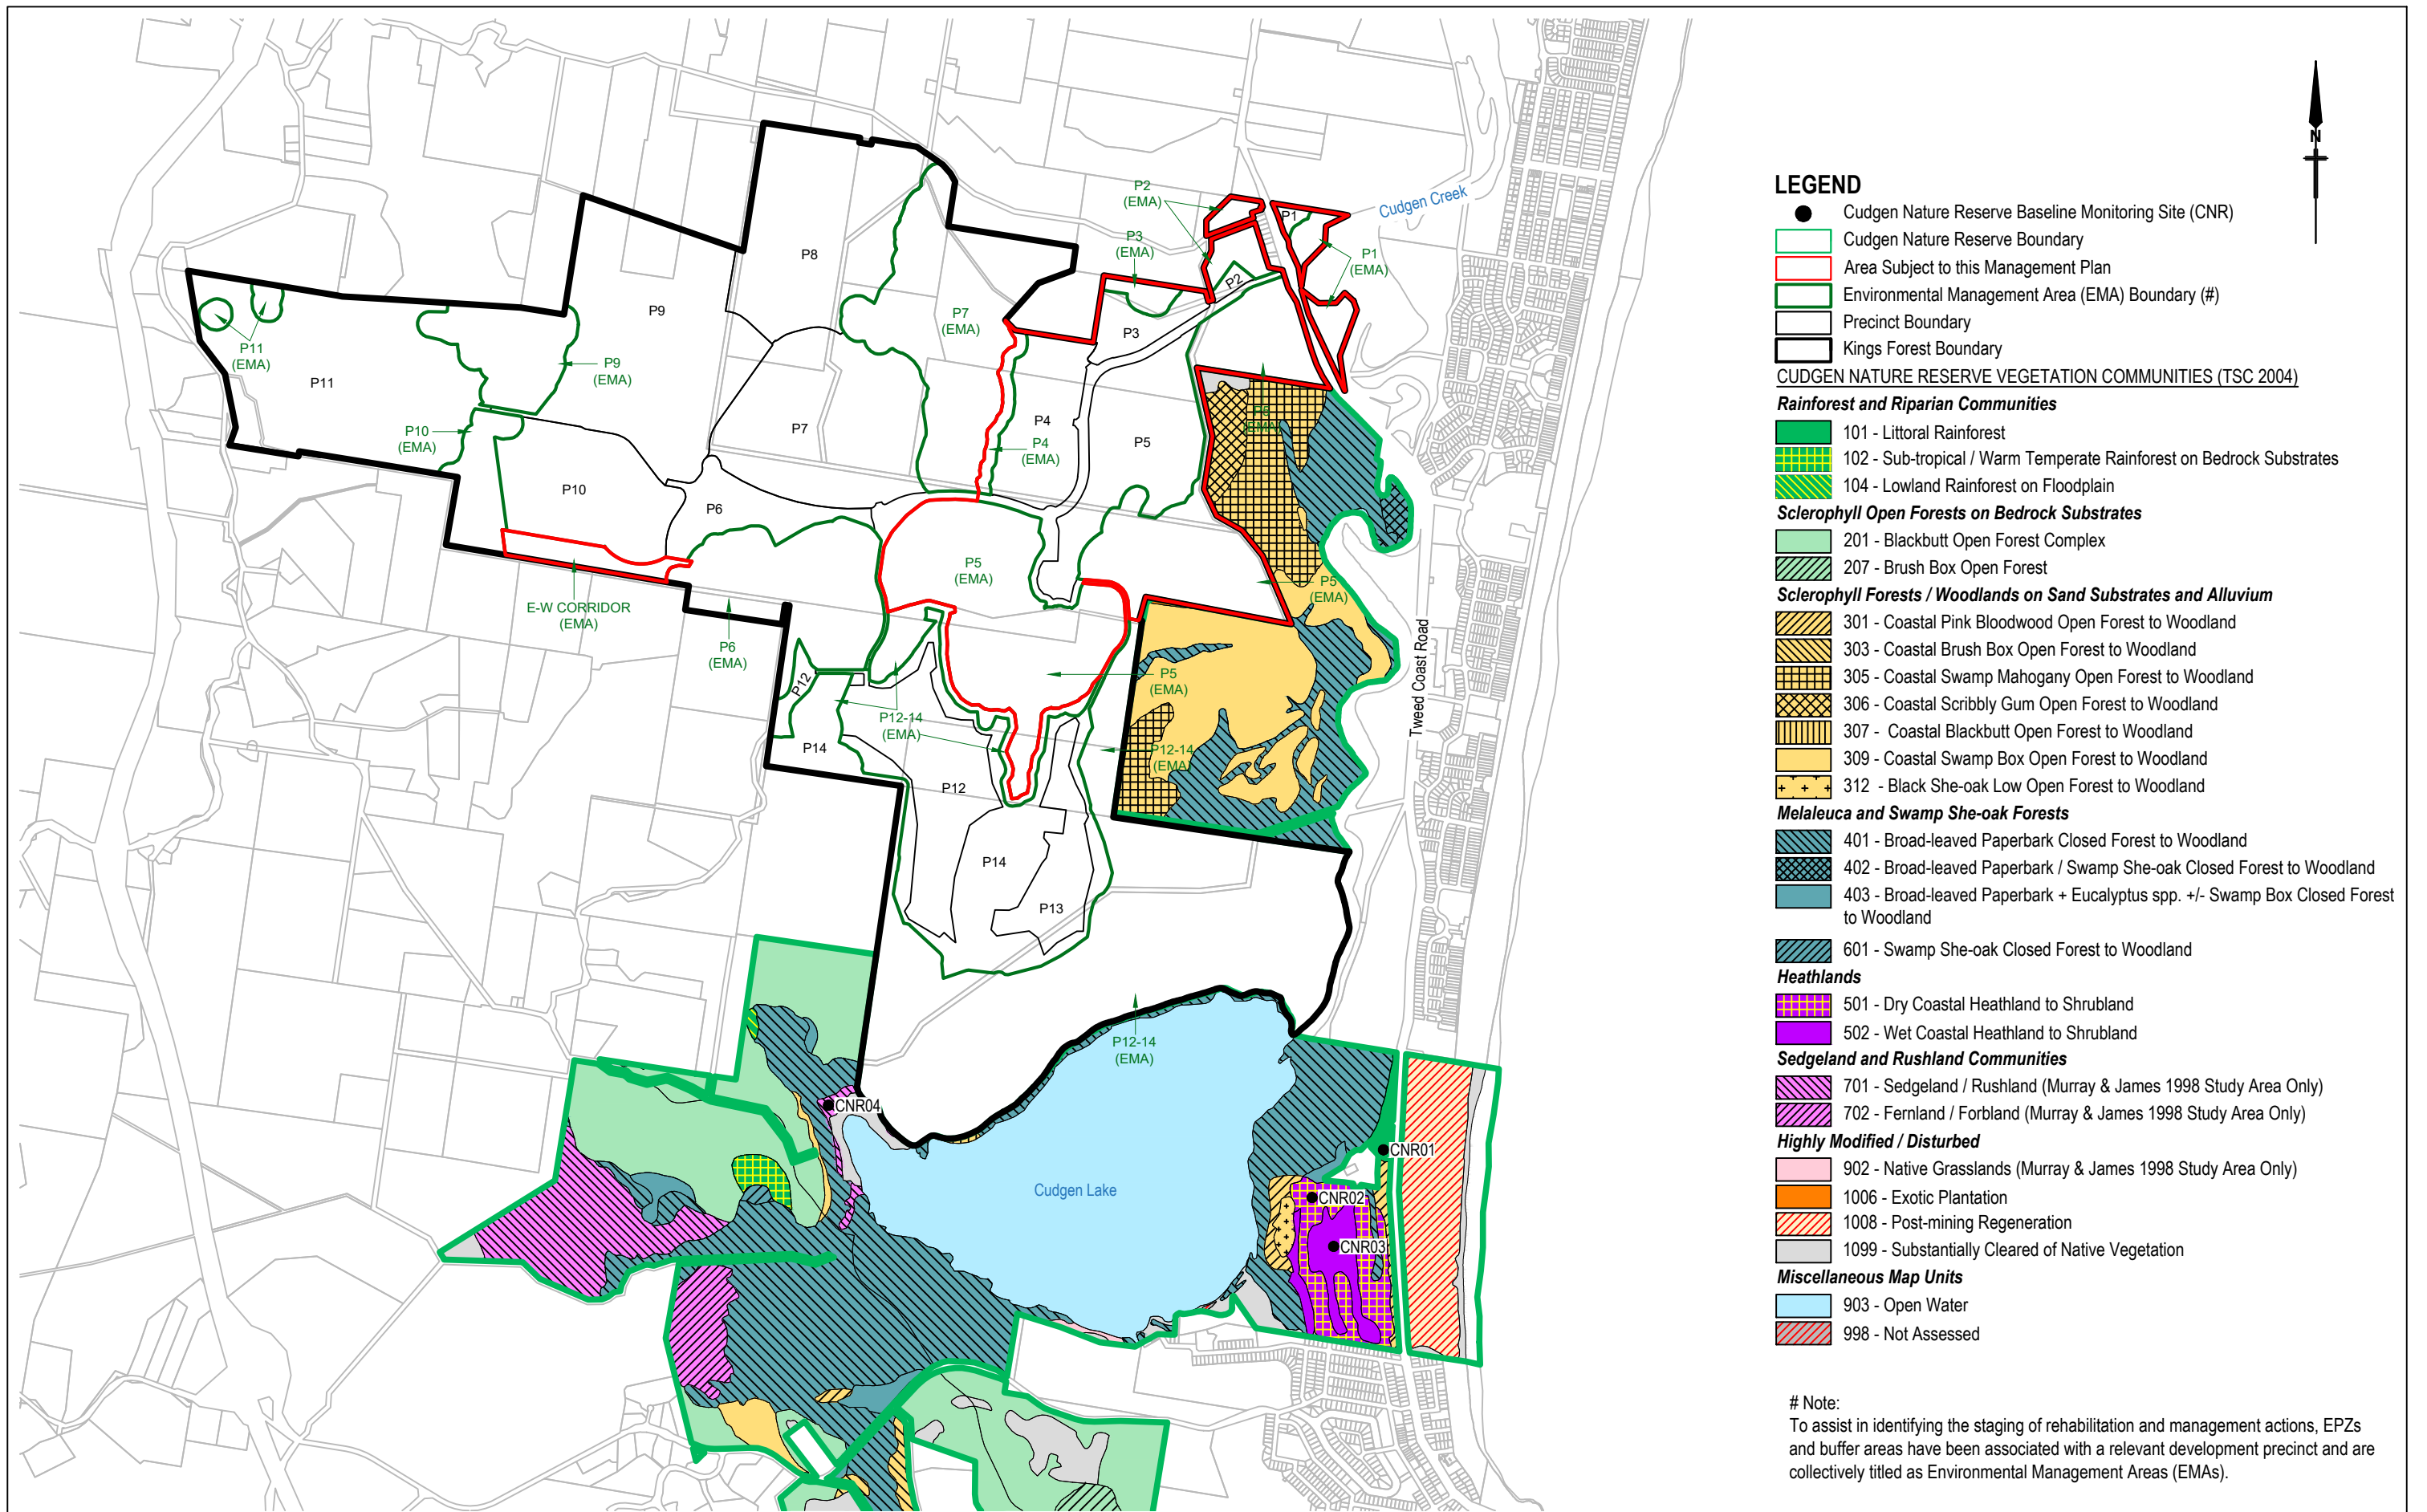 P2
(EMA)
P1
Cudgen Creek
P3
(EMA)
P1
(EMA)
P8
P2
P9
P7
(EMA)
P3
P11
(EMA)
P11
P9
(EMA)
P6
(EMA)
P10
(EMA)
P7
P4
P4
(EMA)
P5
P10
P6
P5
(EMA)
P5
(EMA)
E-W CORRIDOR
(EMA)
P6
(EMA)
P12
P5
(EMA)
Tweed Coast Road
P12-14
(EMA)
P14
P12-14
(EMA)
P12
P14
P13
P12-14
(EMA)
CNR04
CNR01
Cudgen Lake
CNR02
CNR03
N
LEGEND
Cudgen Nature Reserve Baseline Monitoring Site (CNR)
Cudgen Nature Reserve Boundary
Area Subject to this Management Plan
Environmental Management Area (EMA) Boundary (#)
Precinct Boundary
Kings Forest Boundary
CUDGEN NATURE RESERVE VEGETATION COMMUNITIES (TSC 2004)
Rainforest and Riparian Communities
101 - Littoral Rainforest
102 - Sub-tropical / Warm Temperate Rainforest on Bedrock Substrates
104 - Lowland Rainforest on Floodplain
Sclerophyll Open Forests on Bedrock Substrates
201 - Blackbutt Open Forest Complex
207 - Brush Box Open Forest
Sclerophyll Forests / Woodlands on Sand Substrates and Alluvium
301 - Coastal Pink Bloodwood Open Forest to Woodland
303 - Coastal Brush Box Open Forest to Woodland
305 - Coastal Swamp Mahogany Open Forest to Woodland
306 - Coastal Scribbly Gum Open Forest to Woodland
307 - Coastal Blackbutt Open Forest to Woodland
309 - Coastal Swamp Box Open Forest to Woodland
312 - Black She-oak Low Open Forest to Woodland
Melaleuca and Swamp She-oak Forests
401 - Broad-leaved Paperbark Closed Forest to Woodland
402 - Broad-leaved Paperbark / Swamp She-oak Closed Forest to Woodland
403 - Broad-leaved Paperbark + Eucalyptus spp. +/- Swamp Box Closed Forest
to Woodland
601 - Swamp She-oak Closed Forest to Woodland
Heathlands
501 - Dry Coastal Heathland to Shrubland
502 - Wet Coastal Heathland to Shrubland
Sedgeland and Rushland Communities
701 - Sedgeland / Rushland (Murray & James 1998 Study Area Only)
702 - Fernland / Forbland (Murray & James 1998 Study Area Only)
Highly Modified / Disturbed
902 - Native Grasslands (Murray & James 1998 Study Area Only)
1006 - Exotic Plantation
1008 - Post-mining Regeneration
1099 - Substantially Cleared of Native Vegetation
Miscellaneous Map Units
903 - Open Water
998 - Not Assessed
# Note:
To assist in identifying the staging of rehabilitation and management actions, EPZs
and buffer areas have been associated with a relevant development precinct and are
collectively titled as Environmental Management Areas (EMAs).